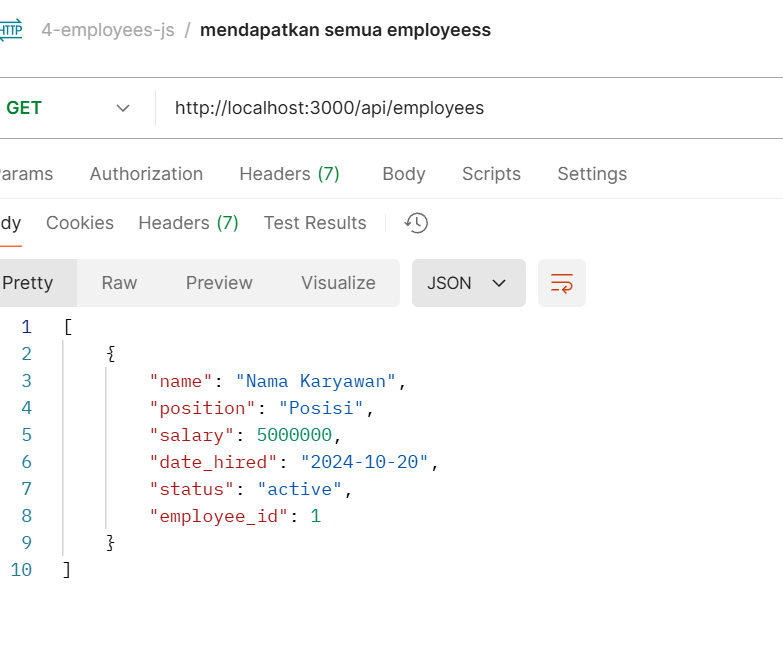 HTTP 4-employees-js / mendapatkan semua employeess
GET http://localhost:3000/api/employees
arams Authorization Headers (7) Body Scripts Settings
dy Cookies Headers (7) Test Results
Pretty Raw Preview Visualize JSON
1 [
2 {
3 "name": "Nama Karyawan",
4 "position": "Posisi",
5 "salary": 5000000,
6 "date_hired": "2024-10-20",
7 "status": "active",
8 "employee_id": 1
9 }
10 ]